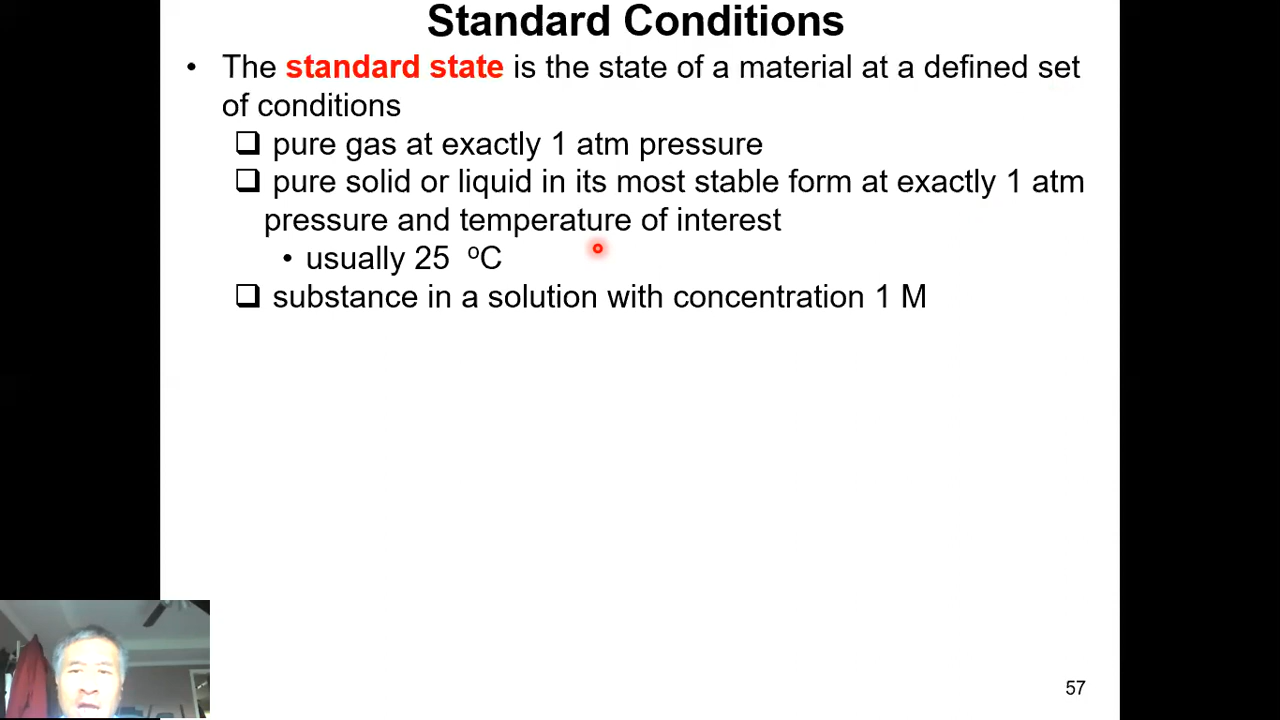 Standard Conditions
• The standard state is the state of a material at a defined set
of conditions
❑ pure gas at exactly 1 atm pressure
❑ pure solid or liquid in its most stable form at exactly 1 atm
pressure and temperature of interest
• usually 25 ºC
❑ substance in a solution with concentration 1 M
57